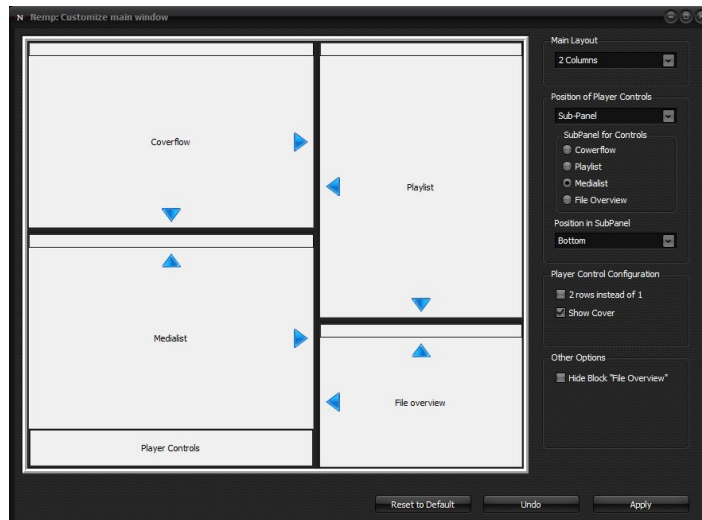 N Nemp: Customize main window
Coverflow
Playlist
Medialist
File overview
Player Controls
Main Layout
2 Columns
Position of Player Controls
Sub-Panel
SubPanel for Controls
Cowerflow
Playlist
Medialist
File Overview
Position in SubPanel
Bottom
Player Control Configuration
2 rows instead of 1
Show Cover
Other Options
Hide Block "File Overview"
Reset to Default
Undo
Apply